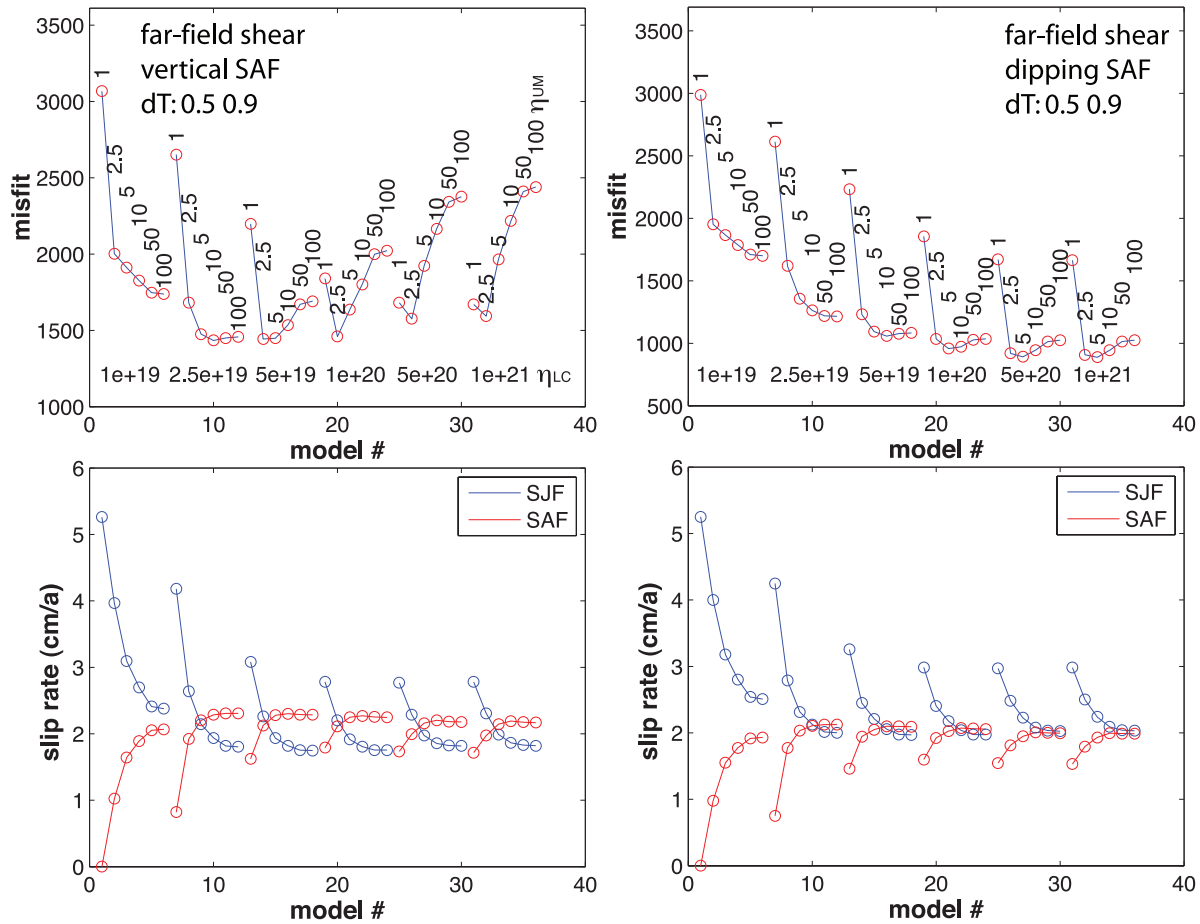 far-field shear
vertical SAF
dT: 0.5 0.9
misfit
3500
3000
2500
2000
1500
1000
1 2.5 5 10 50 100
1 2.5 5 10 50 100
1 2.5 5 10 50 100
1 2.5 5 10 50 100
1 2.5 5 10 50 100
1 2.5 5 10 50 100 ηUM
1e+19 2.5e+19 5e+19 1e+20 5e+20 1e+21 ηLC
0 10 20 30 40
model #
far-field shear
dipping SAF
dT: 0.5 0.9
misfit
3500
3000
2500
2000
1500
1000
500
1 2.5 5 10 50 100
1 2.5 5 10 50 100
1 2.5 5 10 50 100
1 2.5 5 10 50 100
1 2.5 5 10 50 100
1 2.5 5 10 50 100
1e+19 2.5e+19 5e+19 1e+20 5e+20 1e+21
0 10 20 30 40
model #
slip rate (cm/a)
6
5
4
3
2
1
0
SJF
SAF
0 10 20 30 40
model #
slip rate (cm/a)
6
5
4
3
2
1
0
SJF
SAF
0 10 20 30 40
model #